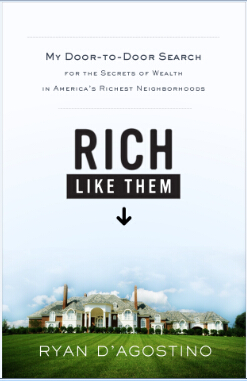 MY DOOR-TO-DOOR SEARCH
FOR THE SECRETS OF WEALTH
IN AMERICA'S RICHEST NEIGHBORHOODS
RICH
LIKE THEM
RYAN D'AGOSTINO